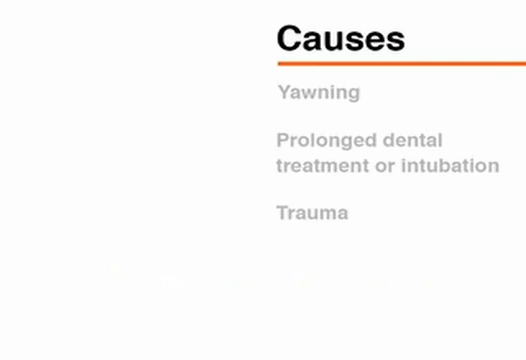 Causes
Yawning
Prolonged dental
treatment or intubation
Trauma